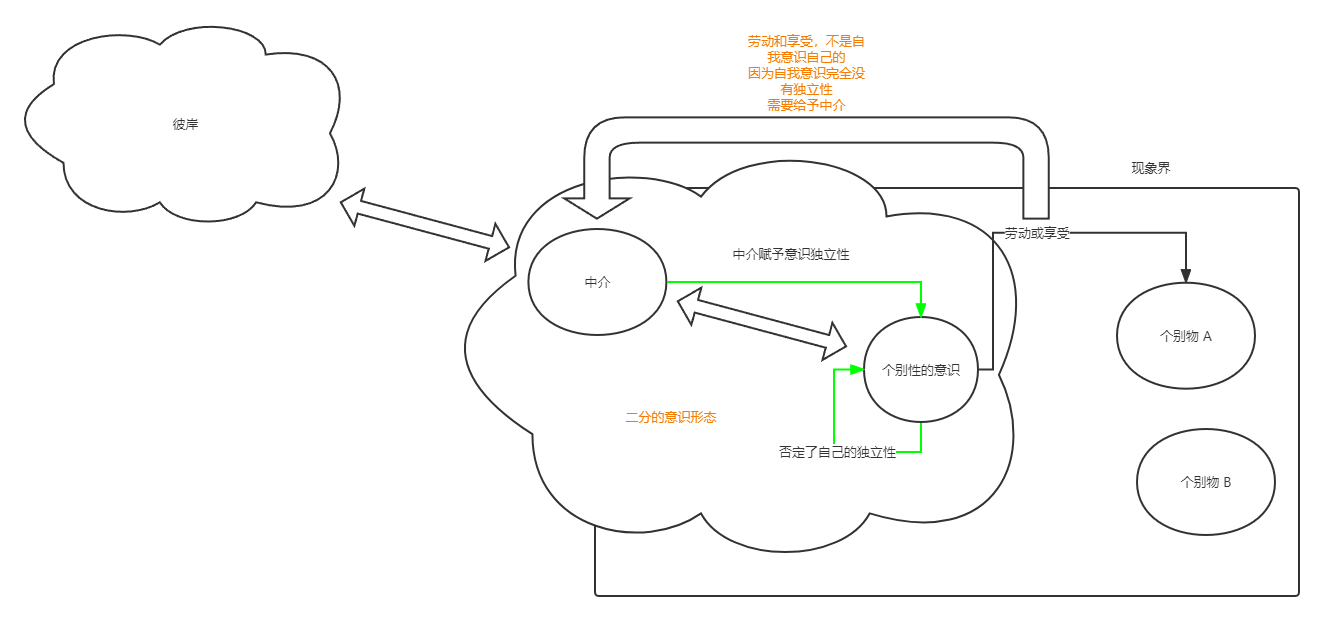 劳动和享受，不是自
我意识自己的
因为自我意识完全没
有独立性
需要给予中介
彼岸
现象界
劳动或享受
中介赋予意识独立性
中介
个别物 A
个别性的意识
二分的意识形态
否定了自己的独立性
个别物 B